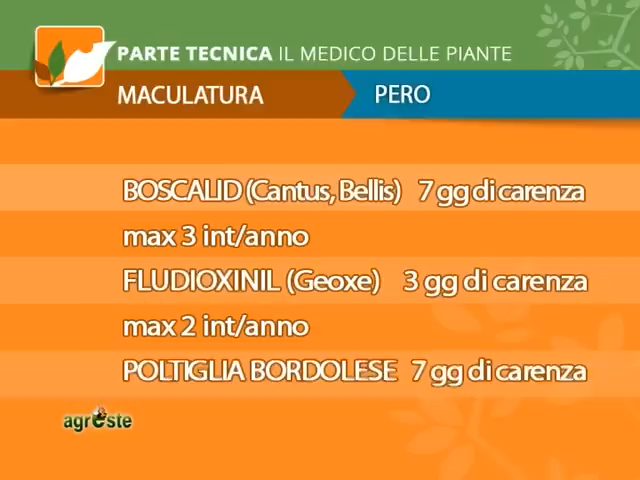 PARTE TECNICA IL MEDICO DELLE PIANTE
MACULATURA PERO
BOSCALID (Cantus, Bellis) 7 gg di carenza
max 3 int/anno
FLUDIOXINIL (Geoxe) 3 gg di carenza
max 2 int/anno
POLTIGLIA BORDOLESE 7 gg di carenza
agreste